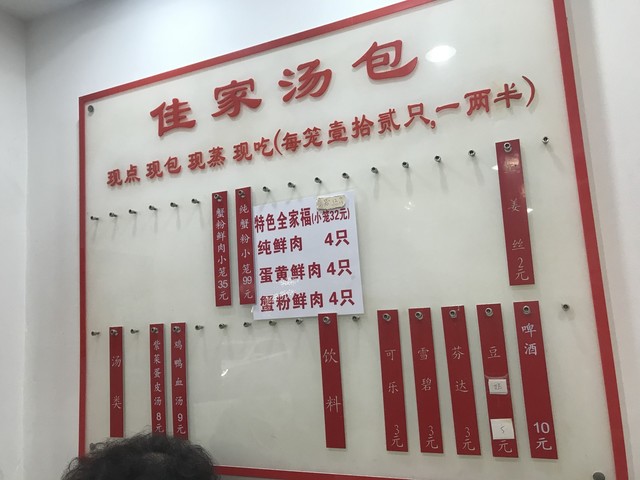 佳家汤包
现点 现包 现蒸 现吃(每笼壹拾贰只,一两半)
蟹粉鲜肉小笼35元
纯蟹粉小笼99元
特色全家福(小笼32元)
纯鲜肉 4只
蛋黄鲜肉4只
蟹粉鲜肉4只
姜丝2元
汤类
紫菜蛋皮汤8元
鸡鸭血汤9元
饮料
可乐3元
雪碧3元
芬达3元
豆 元
啤酒10元